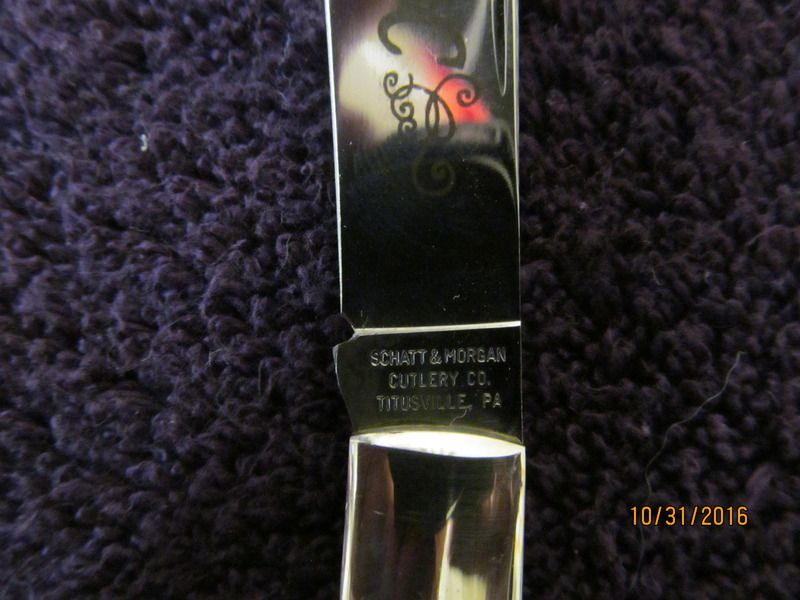 SCHATT & MORGAN
CUTLERY CO.
TITUSVILLE, PA
10/31/2016